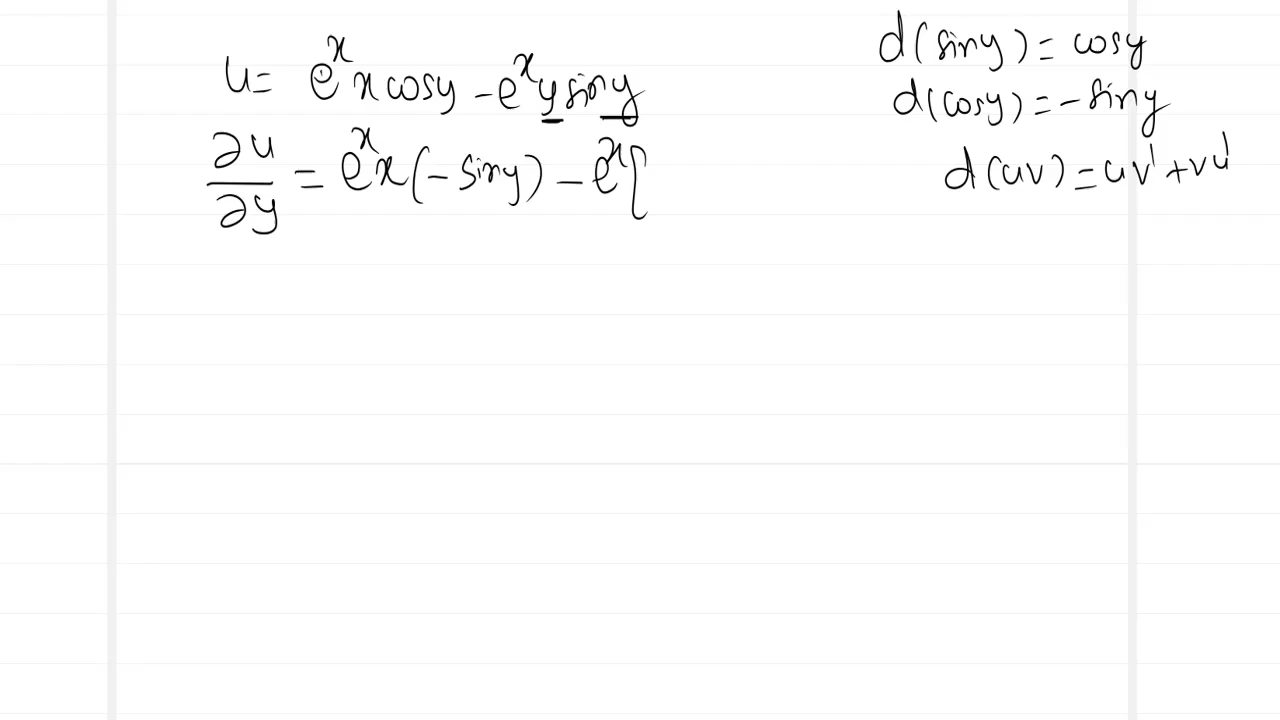 u = e^x x cosy - e^x y siny
∂u/∂y = e^x x(-siny) - e^x{
d(siny) = cosy
d(cosy) = -siny
d(uv) = uv' + vu'